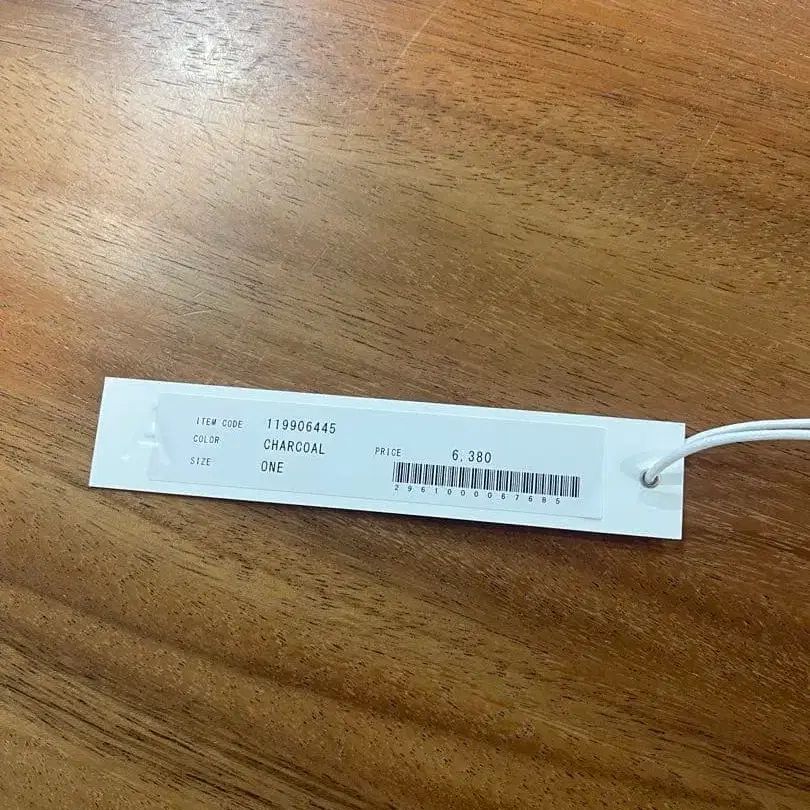 ITEM CODE 119906445
COLOR CHARCOAL
SIZE ONE
PRICE 6,380
2961000067685